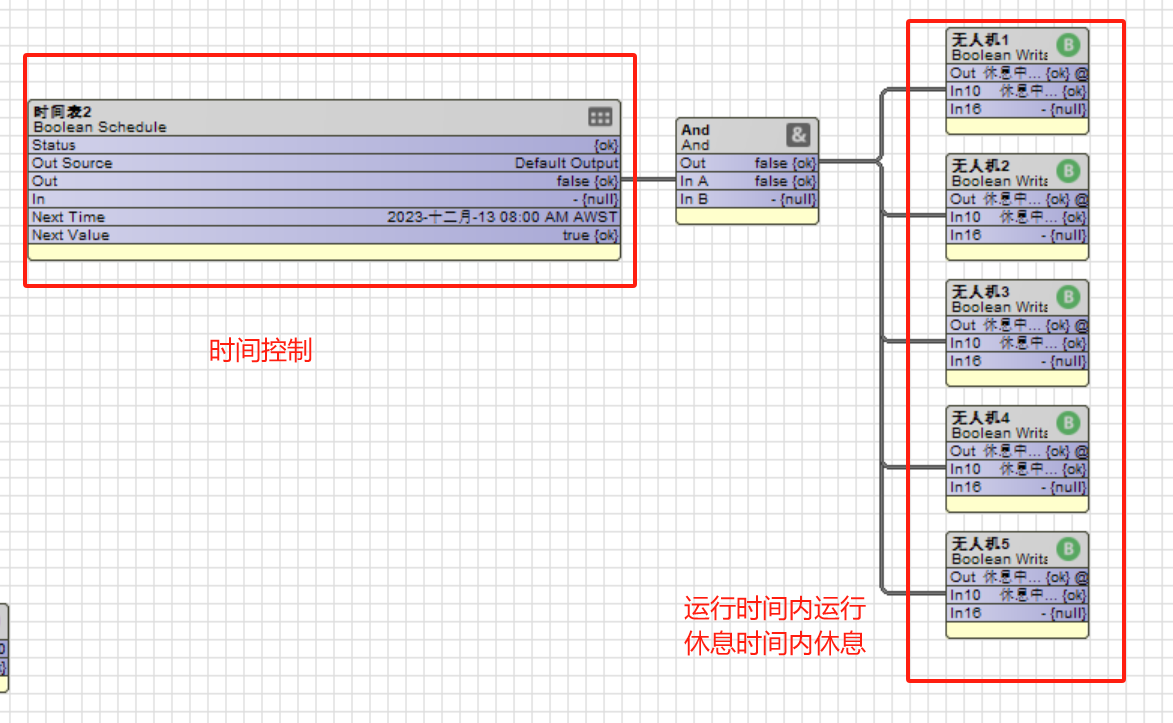 时间表2
Boolean Schedule
Status {ok}
Out Source Default Output
Out false {ok}
In - {null}
Next Time 2023-十二月-13 08:00 AM AWST
Next Value true {ok}
时间控制
And
And
Out false {ok}
In A false {ok}
In B - {null}
无人机1
Boolean Writa
Out 休息中... {ok} @
In10 休息中... {ok}
In16 - {null}
无人机2
Boolean Writa
Out 休息中... {ok} @
In10 休息中... {ok}
In16 - {null}
无人机3
Boolean Writa
Out 休息中... {ok} @
In10 休息中... {ok}
In16 - {null}
无人机4
Boolean Writa
Out 休息中... {ok} @
In10 休息中... {ok}
In16 - {null}
无人机5
Boolean Writa
Out 休息中... {ok} @
In10 休息中... {ok}
In16 - {null}
运行时间内运行
休息时间内休息